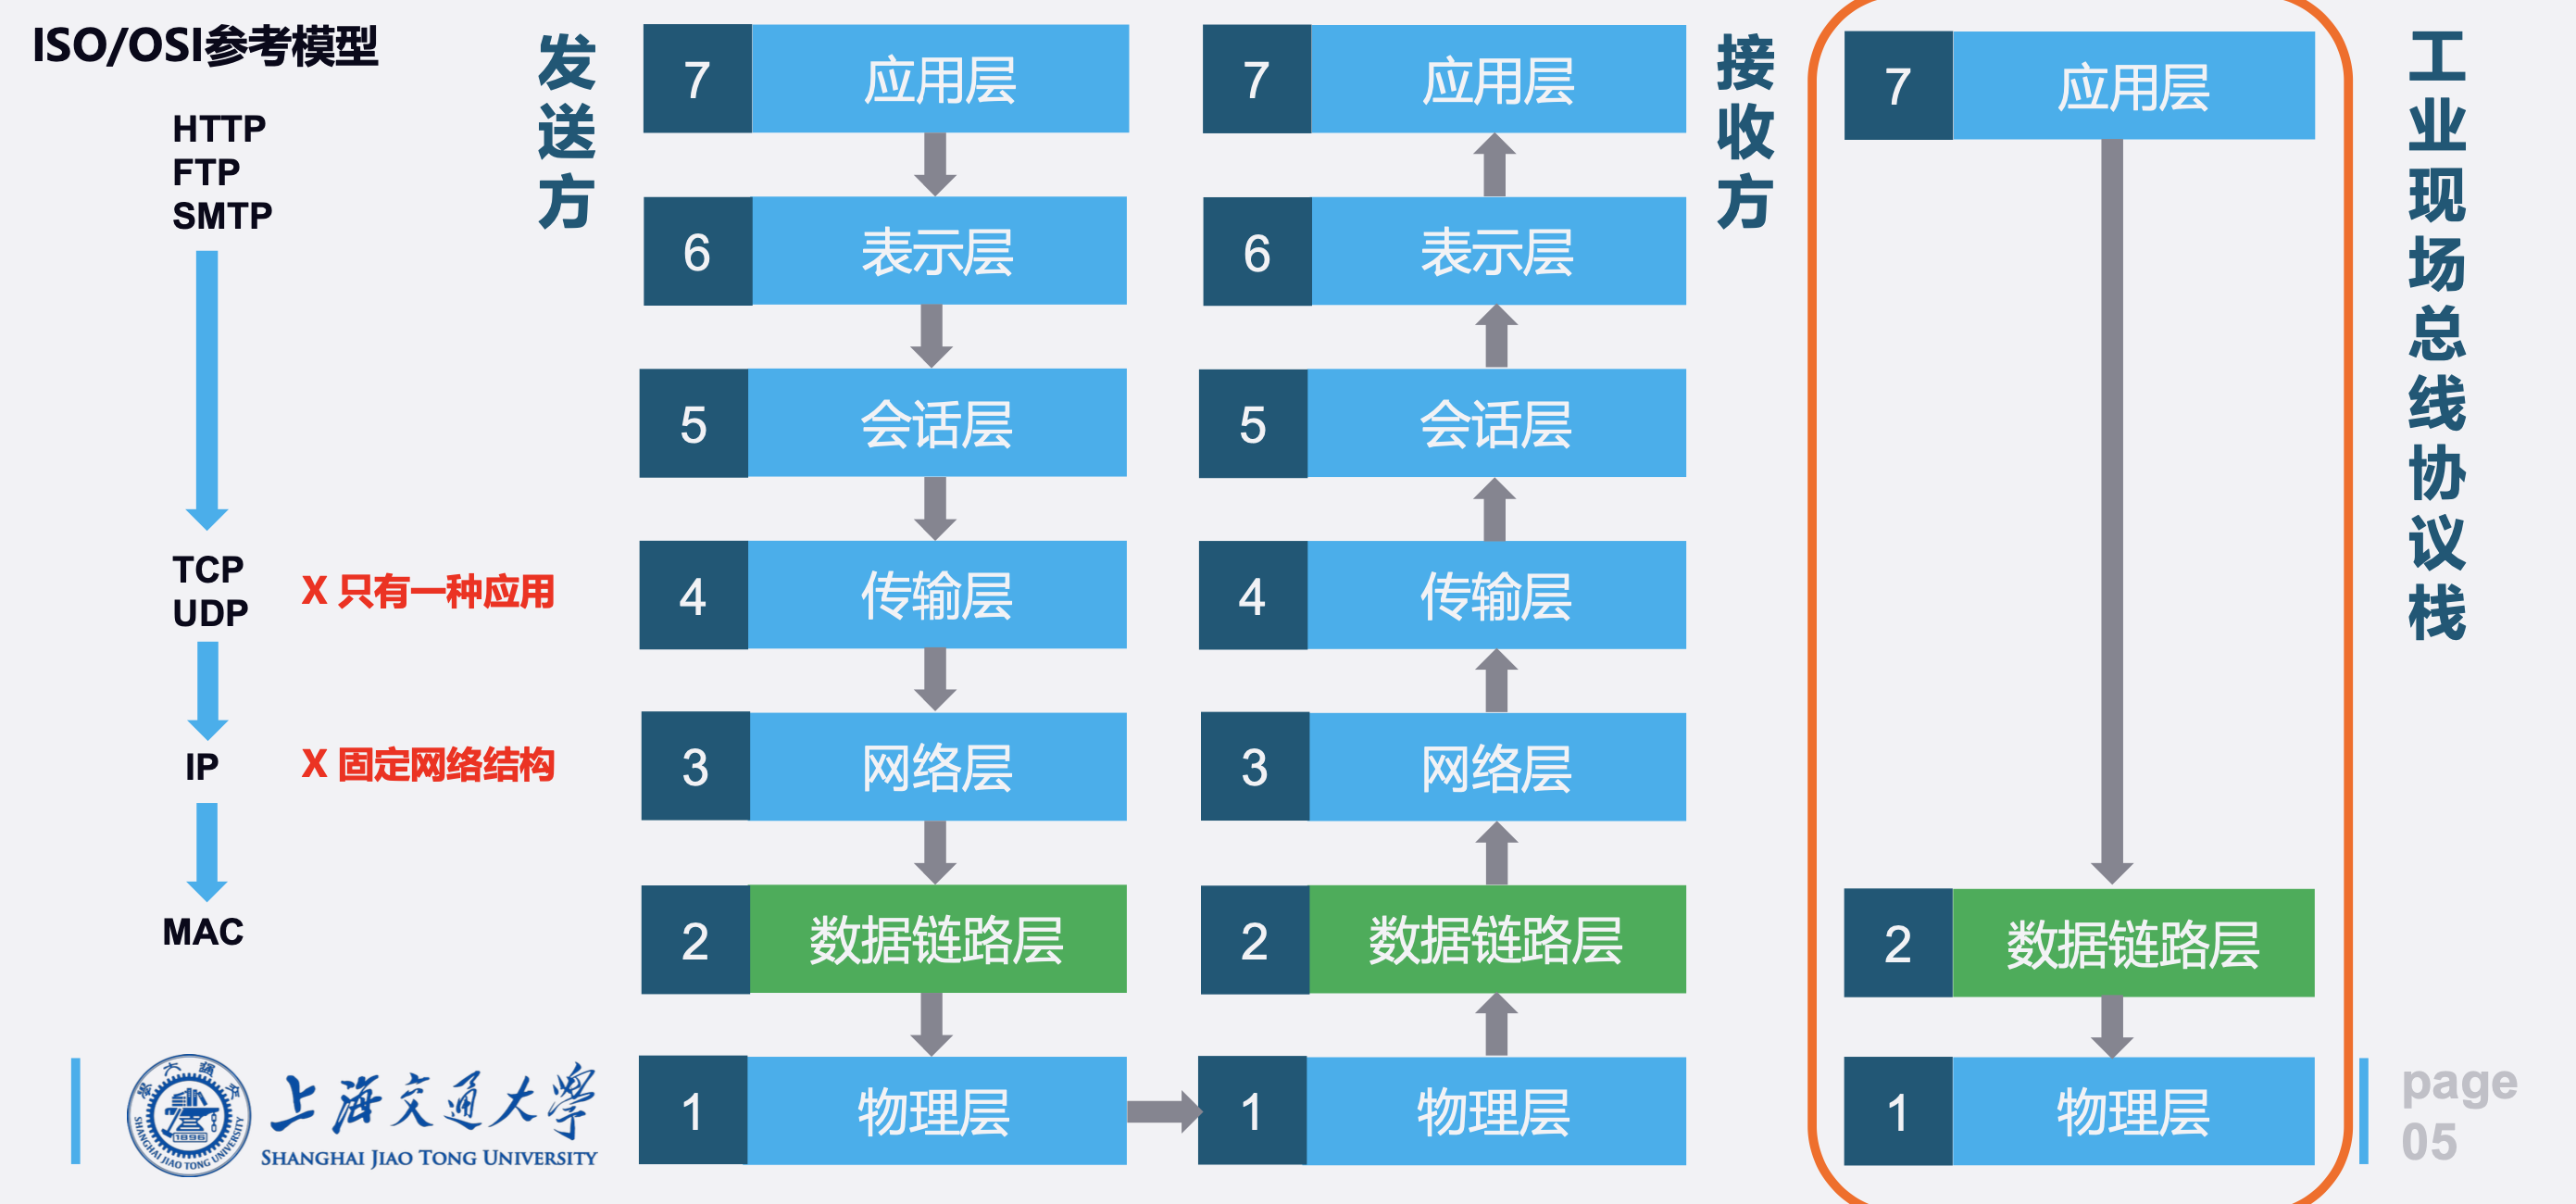 ISO/OSI参考模型
HTTP
FTP
SMTP
TCP
UDP
X 只有一种应用
IP
X 固定网络结构
MAC
发送方
7 应用层
6 表示层
5 会话层
4 传输层
3 网络层
2 数据链路层
1 物理层
7 应用层
6 表示层
5 会话层
4 传输层
3 网络层
2 数据链路层
1 物理层
接收方
7 应用层
2 数据链路层
1 物理层
工业现场总线协议栈
上海交通大学
SHANGHAI JIAO TONG UNIVERSITY
1896
SHANGHAI JIAO TONG UNIVERSITY
page
05